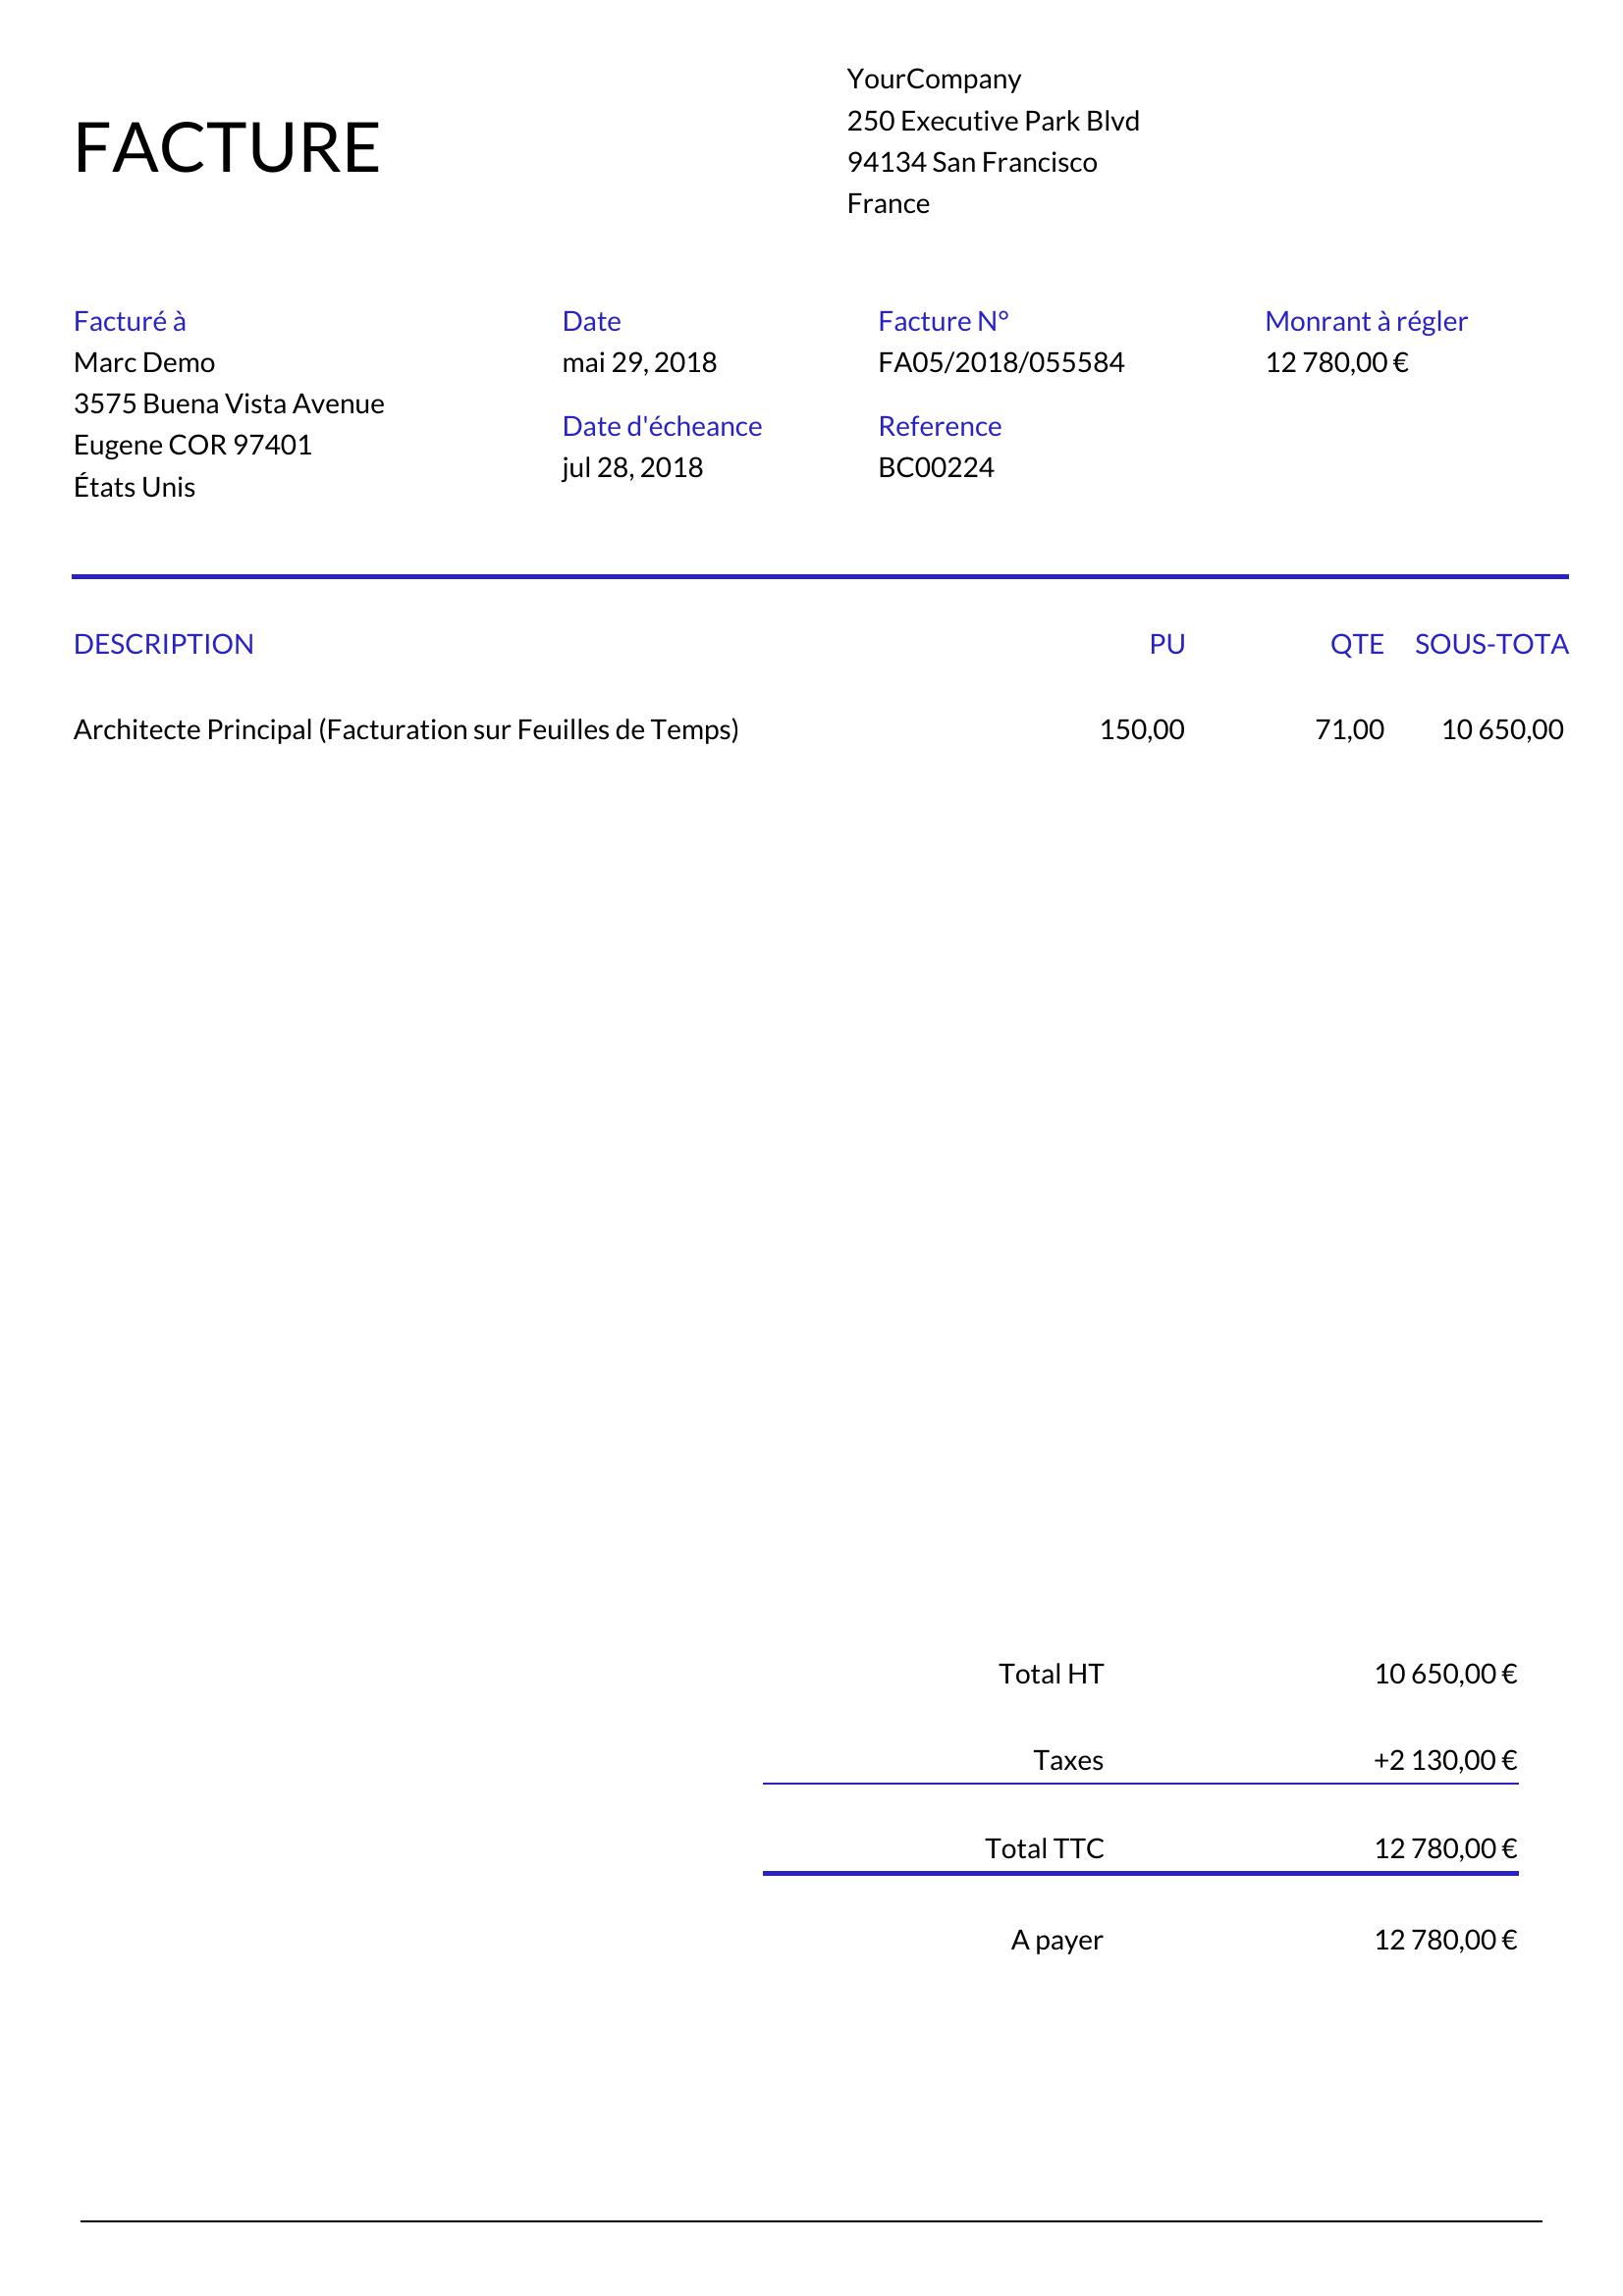 FACTURE
YourCompany
250 Executive Park Blvd
94134 San Francisco
France
Facturé à
Marc Demo
3575 Buena Vista Avenue
Eugene COR 97401
États Unis
Date
mai 29, 2018
Date d'écheance
jul 28, 2018
Facture N°
FA05/2018/055584
Reference
BC00224
Monrant à régler
12 780,00 €
DESCRIPTION PU QTE SOUS-TOTA
Architecte Principal (Facturation sur Feuilles de Temps) 150,00 71,00 10 650,00
Total HT 10 650,00 €
Taxes +2 130,00 €
Total TTC 12 780,00 €
A payer 12 780,00 €